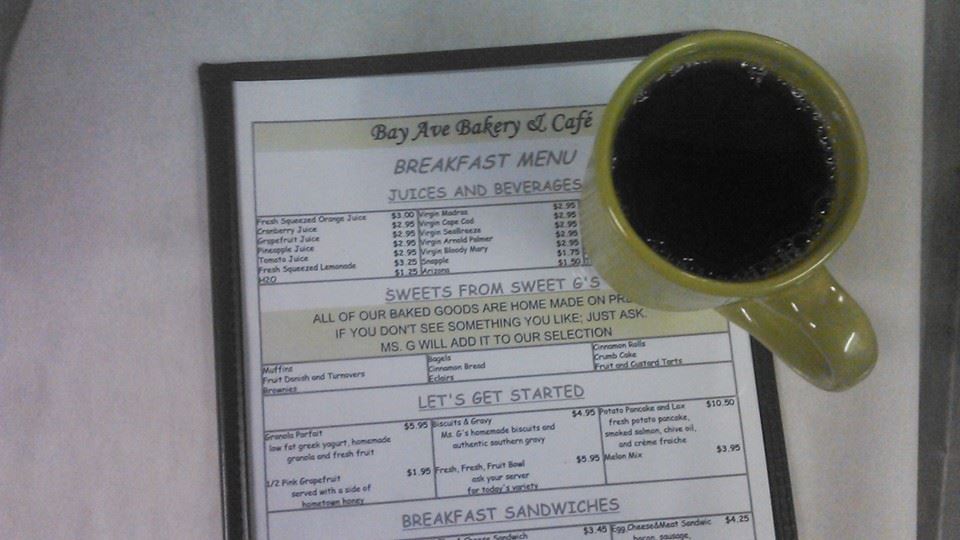 Bay Ave Bakery & Café
BREAKFAST MENU
JUICES AND BEVERAGES
Fresh Squeezed Orange Juice $3.00 Virgin Madras $2.95
Cranberry Juice $2.95 Virgin Cape Cod $2.95
Grapefruit Juice $2.95 Virgin SeaBreeze $2.95
Pineapple Juice $2.95 Virgin Arnold Palmer $2.95
Tomato Juice $2.95 Virgin Bloody Mary $2.95
Fresh Squeezed Lemonade $3.25 Snapple $1.75
H2O $1.25 Arizona $1.50
SWEETS FROM SWEET G'S
ALL OF OUR BAKED GOODS ARE HOME MADE ON PRE
IF YOU DON'T SEE SOMETHING YOU LIKE; JUST ASK.
MS. G WILL ADD IT TO OUR SELECTION
Muffins Bagels Cinnamon Rolls
Fruit Danish and Turnovers Cinnamon Bread Crumb Cake
Brownies Eclairs Fruit and Custard Tarts
LET'S GET STARTED
Granola Parfait $5.95 Biscuits & Gravy $4.95 Potato Pancake and Lox $10.50
low fat greek yogurt, homemade Ms. G's homemade biscuits and fresh potato pancake,
granola and fresh fruit authentic southern gravy smoked salmon, chive oil,
and crème fraiche
1/2 Pink Grapefruit $1.95 Fresh, Fresh, Fruit Bowl $5.95 Melon Mix $3.95
served with a side of ask your server
hometown honey for today's variety
BREAKFAST SANDWICHES
& Cheese Sandwich $3.45 Egg,Cheese&Meat Sandwic $4.25
bacon, sausage,